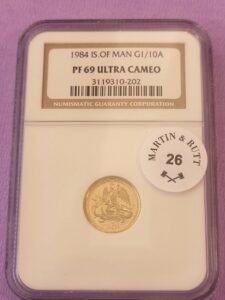 1984 IS.OF MAN G1/10A
PF 69 ULTRA CAMEO
3119310-202
NUMISMATIC GUARANTY CORPORATION
MARTIN & RUTT
26